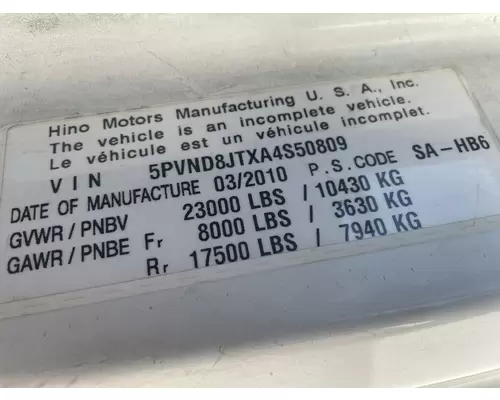 Hino Motors Manufacturing U. S. A., Inc.
The vehicle is an incomplete vehicle.
Le véhicule est un véhicule incomplet.
VIN 5PVND8JTXA4S50809
DATE OF MANUFACTURE 03/2010 P.S.CODE SA-HB6
GVWR / PNBV 23000 LBS / 10430 KG
GAWR / PNBE Fr 8000 LBS / 3630 KG
Rr 17500 LBS / 7940 KG